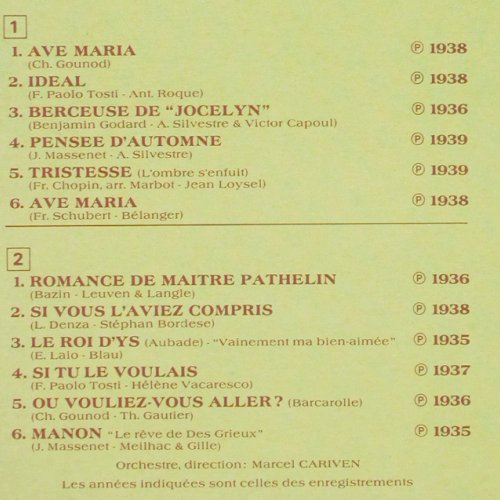 1
1. AVE MARIA ℗ 1938
(Ch. Gounod)
2. IDEAL ℗ 1938
(F. Paolo Tosti - Ant. Roque)
3. BERCEUSE DE "JOCELYN" ℗ 1936
(Benjamin Godard - A. Silvestre & Victor Capoul)
4. PENSEE D'AUTOMNE ℗ 1939
(J. Massenet - A. Silvestre)
5. TRISTESSE (L'ombre s'enfuit) ℗ 1939
(Fr. Chopin, arr. Marbot - Jean Loysel)
6. AVE MARIA ℗ 1938
(Fr. Schubert - Bélanger)
2
1. ROMANCE DE MAITRE PATHELIN ℗ 1936
(Bazin - Leuven & Langle)
2. SI VOUS L'AVIEZ COMPRIS ℗ 1938
(L. Denza - Stéphan Bordese)
3. LE ROI D'YS (Aubade) - "Vainement ma bien-aimée" ℗ 1935
(E. Lalo - Blau)
4. SI TU LE VOULAIS ℗ 1937
(F. Paolo Tosti - Hélène Vacaresco)
5. OU VOULIEZ-VOUS ALLER? (Barcarolle) ℗ 1936
(Ch. Gounod - Th. Gautier)
6. MANON "Le rêve de Des Grieux" ℗ 1935
(J. Massenet - Meilhac & Gille)
Orchestre, direction: Marcel CARIVEN
Les années indiquées sont celles des enregistrements